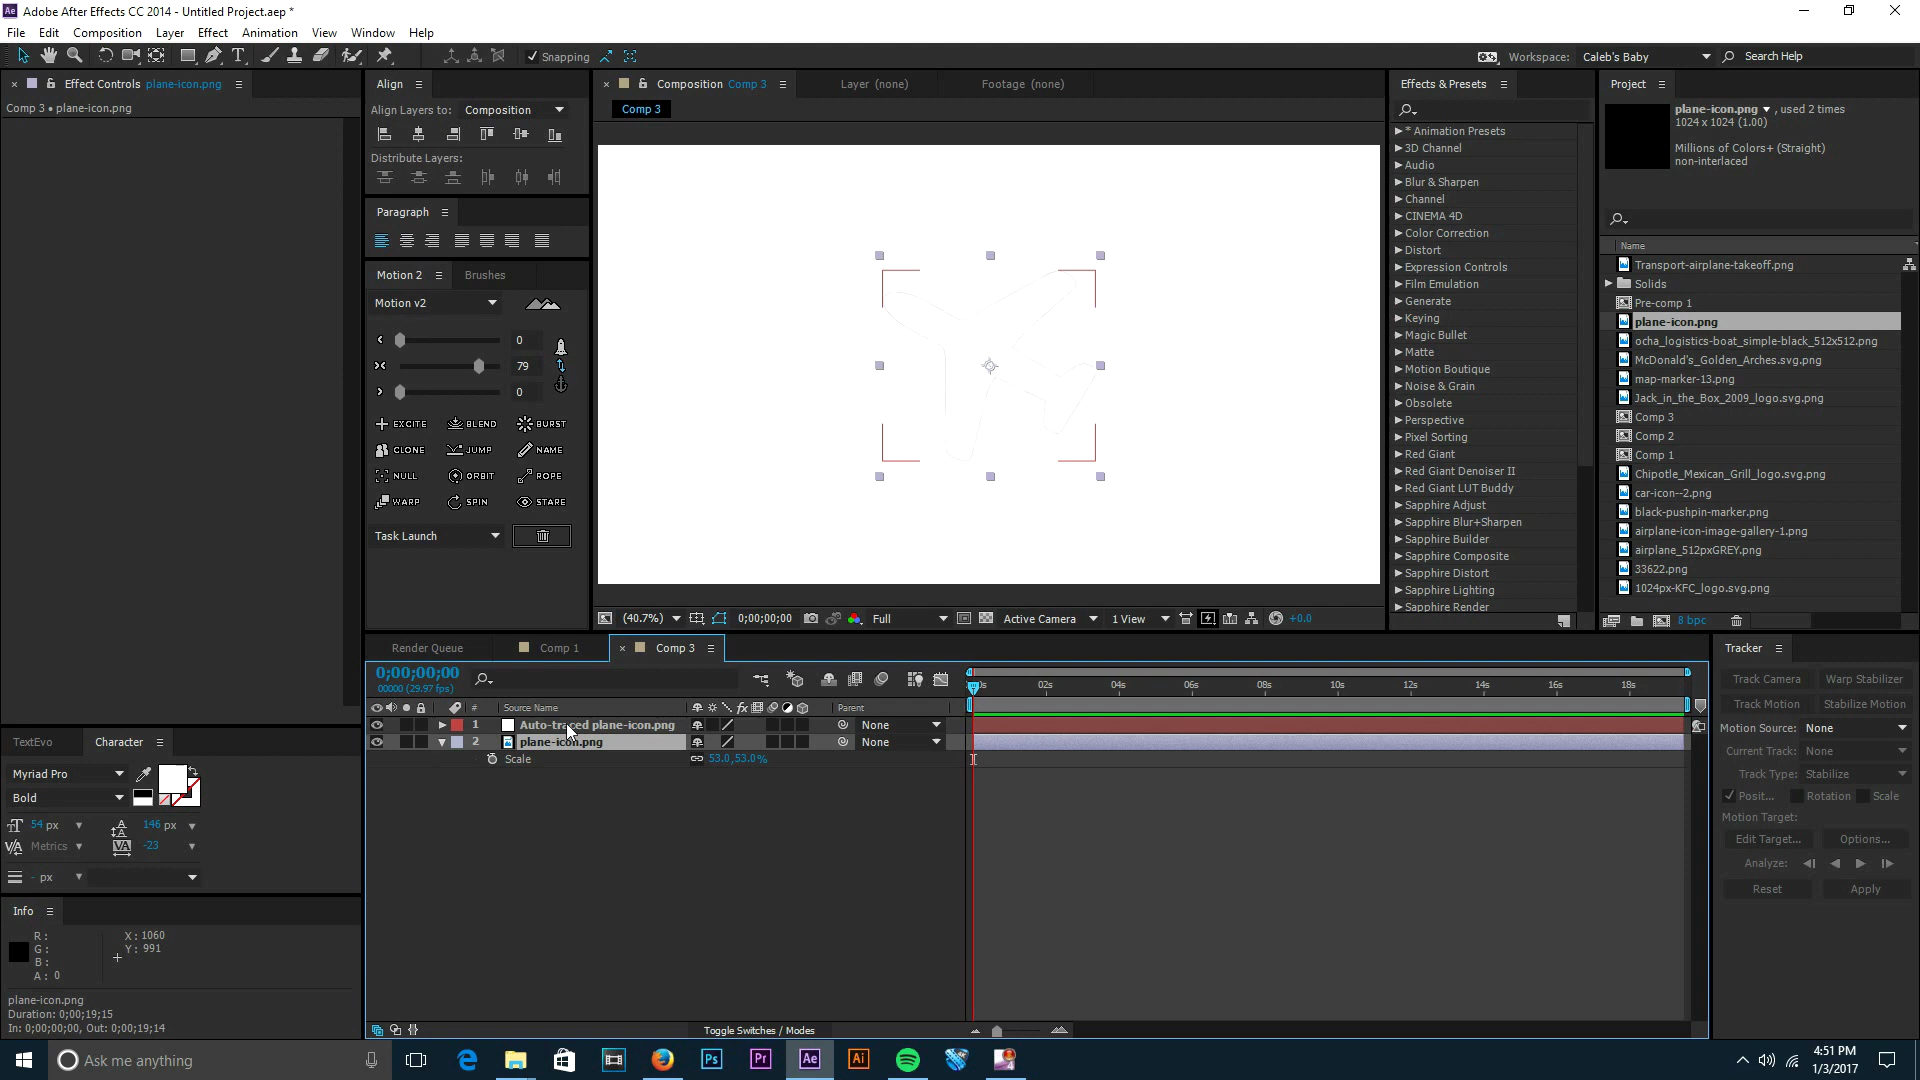 Adobe After Effects CC 2014 - Untitled Project.aep *
File Edit Composition Layer Effect Animation View Window Help
Snapping
Workspace: Caleb's Baby
Search Help
Effect Controls plane-icon.png
Comp 3 • plane-icon.png
Align
Align Layers to: Composition
Distribute Layers:
Paragraph
Motion 2 Brushes
Motion v2
0
79
0
EXCITE BLEND BURST
CLONE JUMP NAME
NULL ORBIT ROPE
WARP SPIN STARE
Task Launch
Composition Comp 3
Layer (none)
Footage (none)
Comp 3
(40.7%) 0;00;00;00 Full Active Camera 1 View +0.0
Effects & Presets
* Animation Presets
3D Channel
Audio
Blur & Sharpen
Channel
CINEMA 4D
Color Correction
Distort
Expression Controls
Film Emulation
Generate
Keying
Magic Bullet
Matte
Motion Boutique
Noise & Grain
Obsolete
Perspective
Pixel Sorting
Red Giant
Red Giant Denoiser II
Red Giant LUT Buddy
Sapphire Adjust
Sapphire Blur+Sharpen
Sapphire Builder
Sapphire Composite
Sapphire Distort
Sapphire Lighting
Sapphire Render
Project
plane-icon.png , used 2 times
1024 x 1024 (1.00)
Millions of Colors+ (Straight)
non-interlaced
Name
Transport-airplane-takeoff.png
Solids
Pre-comp 1
plane-icon.png
ocha_logistics-boat_simple-black_512x512.png
McDonald's_Golden_Arches.svg.png
map-marker-13.png
Jack_in_the_Box_2009_logo.svg.png
Comp 3
Comp 2
Comp 1
Chipotle_Mexican_Grill_logo.svg.png
car-icon--2.png
black-pushpin-marker.png
airplane-icon-image-gallery-1.png
airplane_512pxGREY.png
33622.png
1024px-KFC_logo.svg.png
8 bpc
Render Queue Comp 1 Comp 3
0;00;00;00
00000 (29.97 fps)
02s 04s 06s 08s 10s 12s 14s 16s 18s
# Source Name fx Parent
1 Auto-traced plane-icon.png None
2 plane-icon.png None
Scale 53.0,53.0%
Toggle Switches / Modes
TextEvo Character
Myriad Pro
Bold
54 px 146 px
Metrics -23
- px
Info
R: X: 1060
G: Y: 991
B:
A: 0
plane-icon.png
Duration: 0;00;19;15
In: 0;00;00;00, Out: 0;00;19;14
Tracker
Track Camera Warp Stabilizer
Track Motion Stabilize Motion
Motion Source: None
Current Track: None
Track Type: Stabilize
Posit... Rotation Scale
Motion Target:
Edit Target... Options...
Analyze:
Reset Apply
Ask me anything
Ps Pr Ae Ai
4:51 PM
1/3/2017